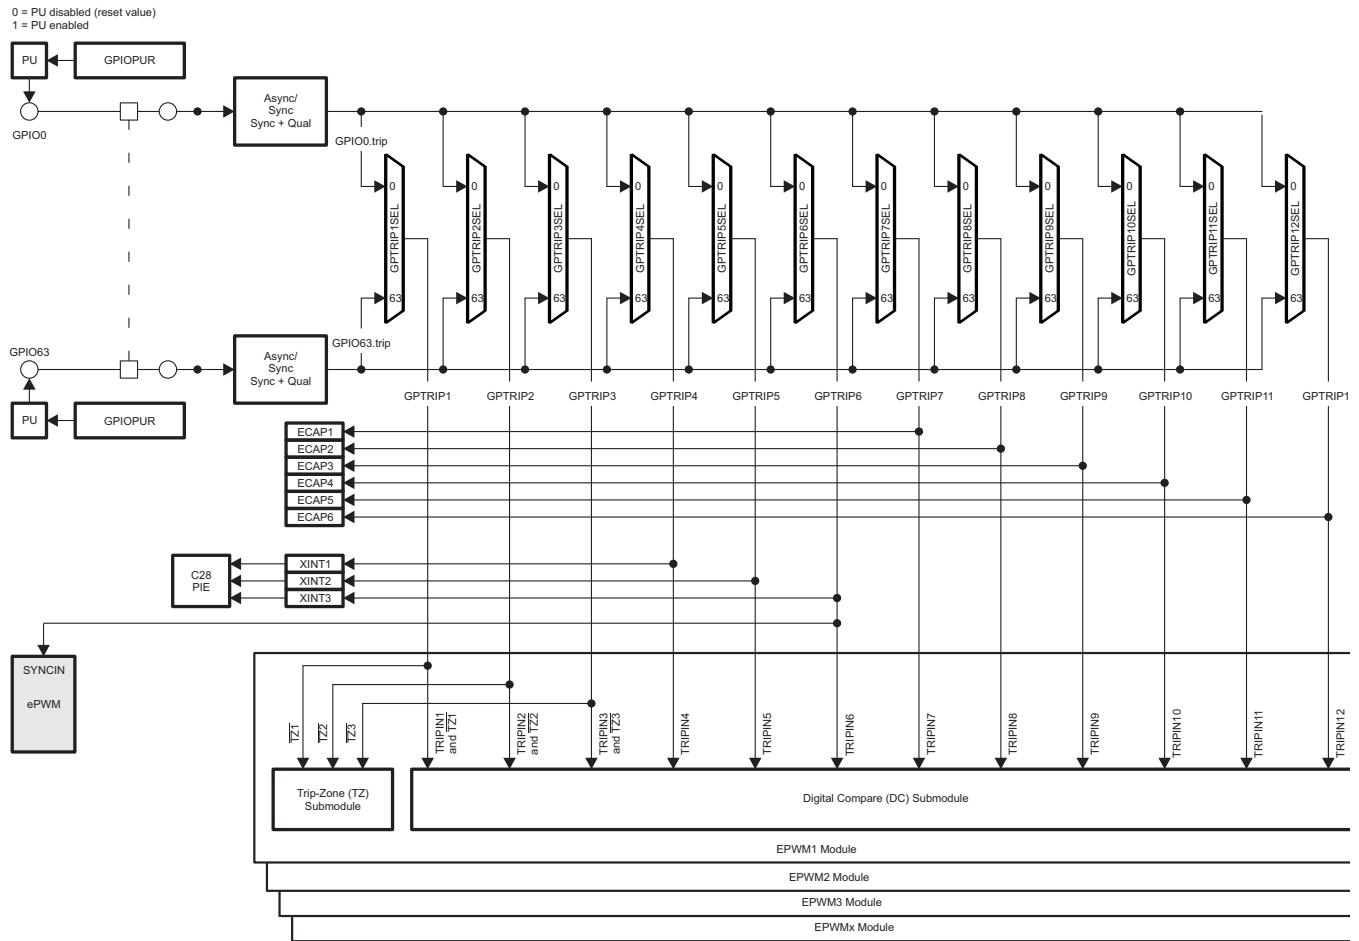 0 = PU disabled (reset value)
1 = PU enabled
PU
GPIOPUR
GPIO0
Async/
Sync
Sync + Qual
GPIO0.trip
0
GPTRIP1SEL
63
0
GPTRIP2SEL
63
0
GPTRIP3SEL
63
0
GPTRIP4SEL
63
0
GPTRIP5SEL
63
0
GPTRIP6SEL
63
0
GPTRIP7SEL
63
0
GPTRIP8SEL
63
0
GPTRIP9SEL
63
0
GPTRIP10SEL
63
0
GPTRIP11SEL
63
0
GPTRIP12SEL
63
GPIO63.trip
GPIO63
Async/
Sync
Sync + Qual
PU
GPIOPUR
GPTRIP1
GPTRIP2
GPTRIP3
GPTRIP4
GPTRIP5
GPTRIP6
GPTRIP7
GPTRIP8
GPTRIP9
GPTRIP10
GPTRIP11
GPTRIP1
ECAP1
ECAP2
ECAP3
ECAP4
ECAP5
ECAP6
C28
PIE
XINT1
XINT2
XINT3
SYNCIN
ePWM
TZ1
TZ2
TZ3
TRIPIN1
and TZ1
TRIPIN2
and TZ2
TRIPIN3
and TZ3
TRIPIN4
TRIPIN5
TRIPIN6
TRIPIN7
TRIPIN8
TRIPIN9
TRIPIN10
TRIPIN11
TRIPIN12
Trip-Zone (TZ)
Submodule
Digital Compare (DC) Submodule
EPWM1 Module
EPWM2 Module
EPWM3 Module
EPWMx Module